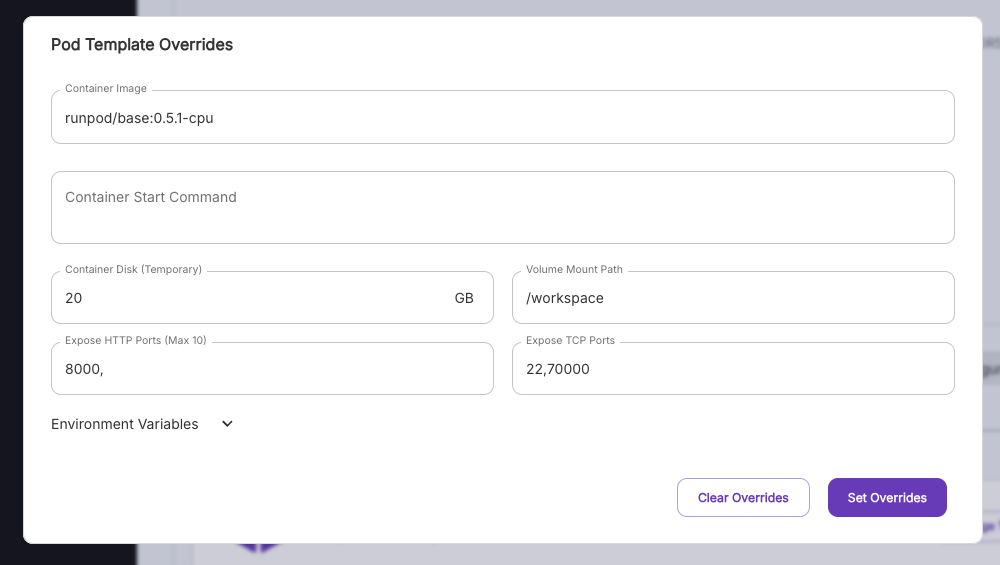 Pod Template Overrides
Container Image
runpod/base:0.5.1-cpu
Container Start Command
Container Disk (Temporary)
20 GB
Volume Mount Path
/workspace
Expose HTTP Ports (Max 10)
8000,
Expose TCP Ports
22,70000
Environment Variables
Clear Overrides
Set Overrides